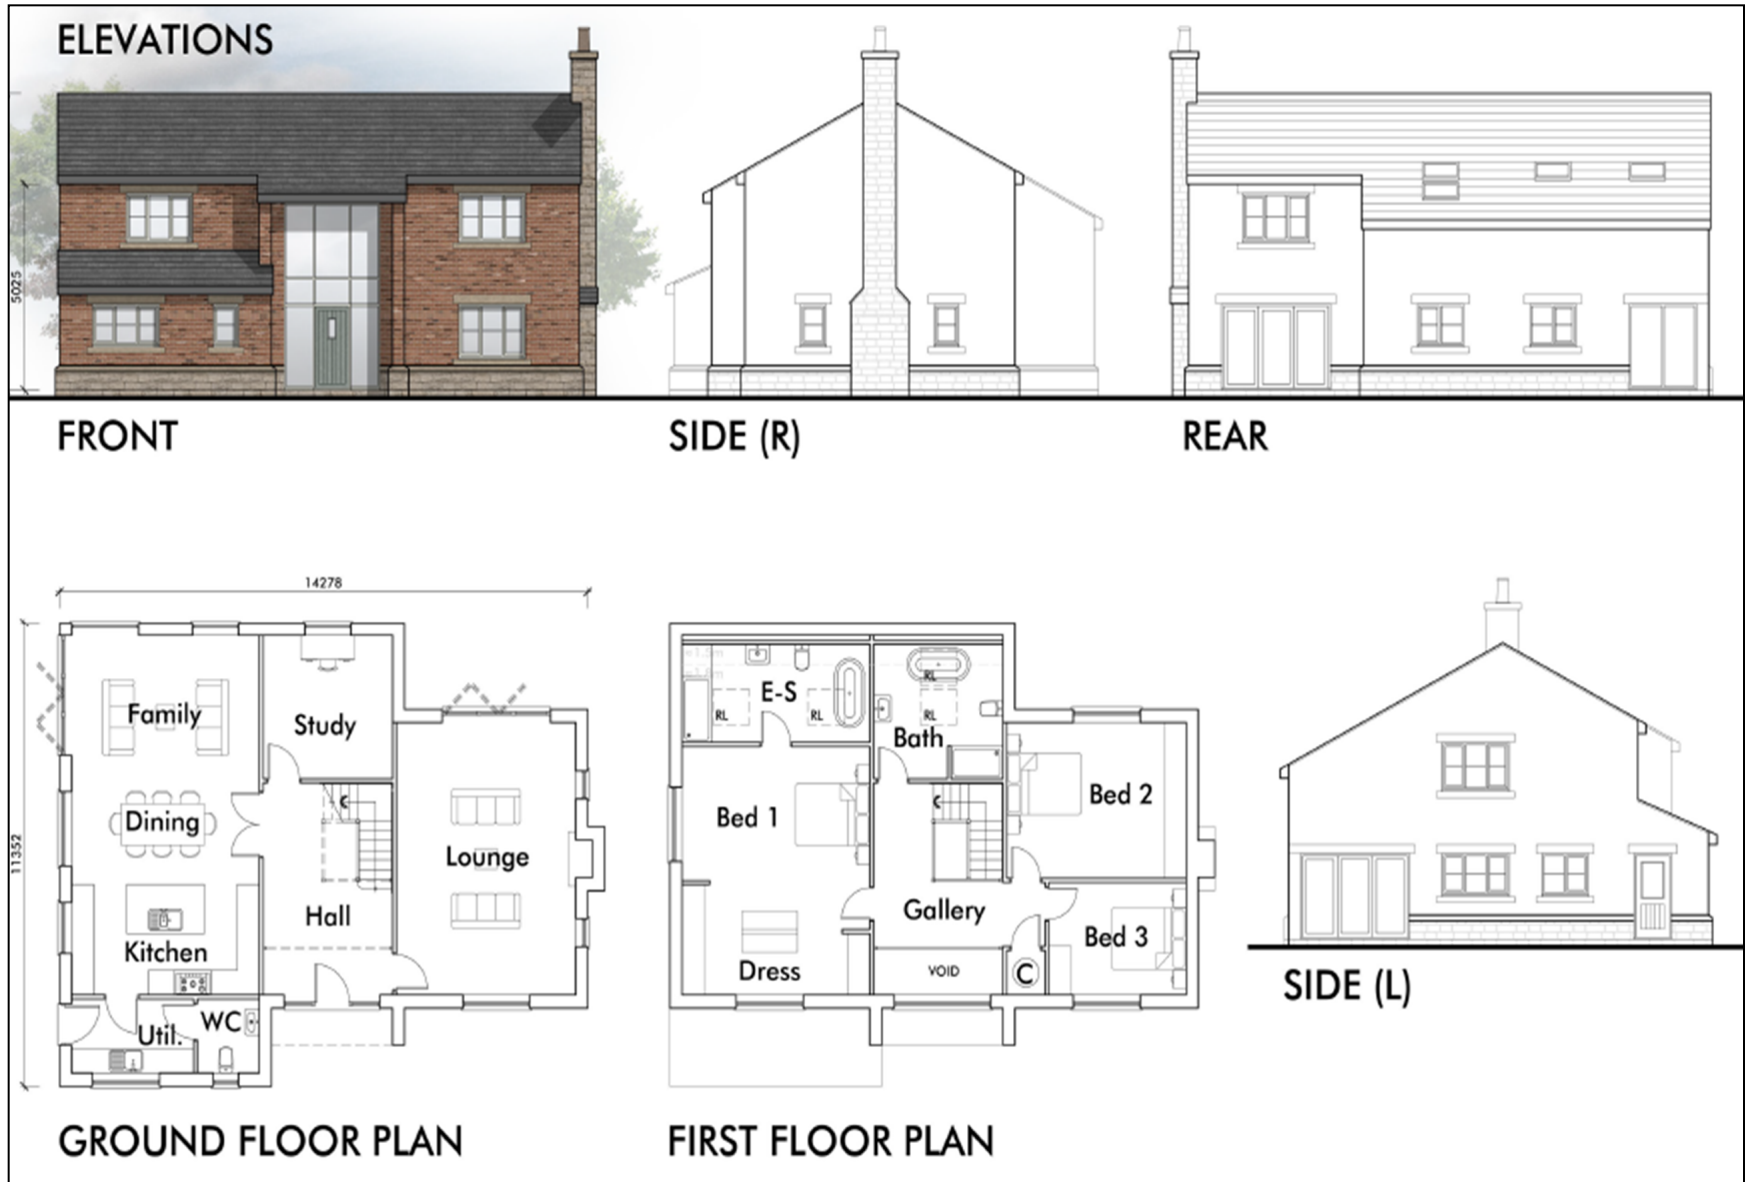 ELEVATIONS
5025
FRONT
SIDE (R)
REAR
14278
11352
Family
Study
Dining
Lounge
Hall
Kitchen
Util.
WC
GROUND FLOOR PLAN
E-S
RL
RL
RL
RL
Bath
Bed 1
Bed 2
Gallery
Bed 3
Dress
VOID
C
FIRST FLOOR PLAN
SIDE (L)